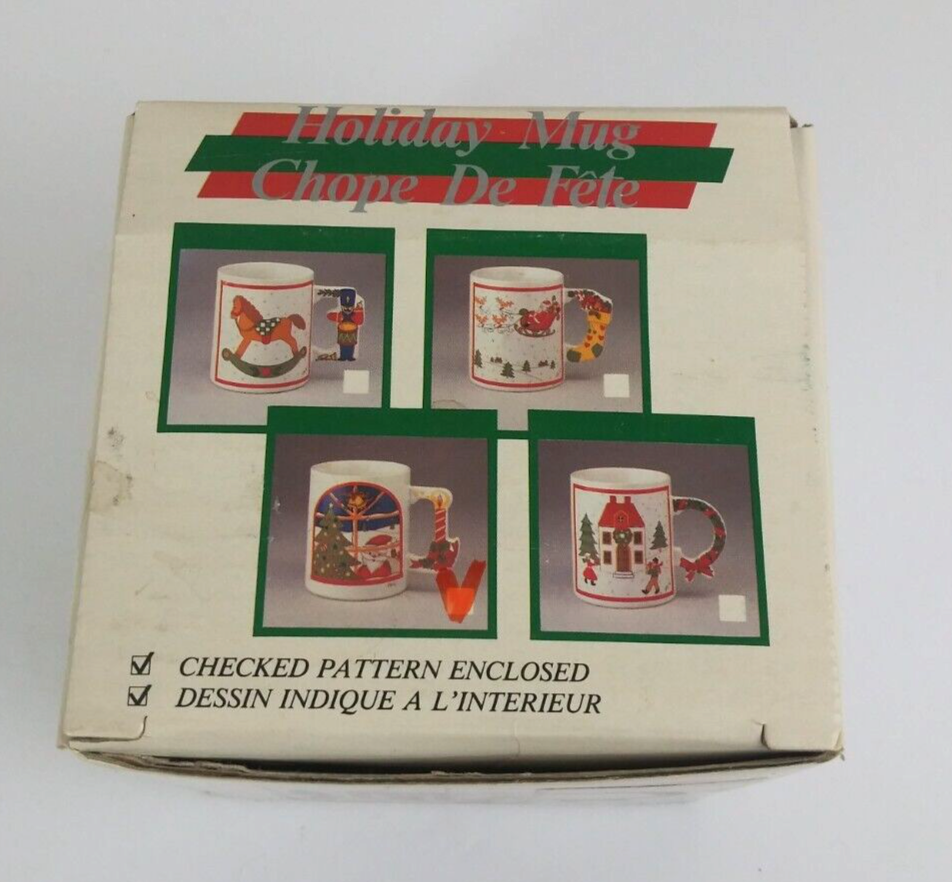 Holiday Mug
Chope De Fête
CHECKED PATTERN ENCLOSED
DESSIN INDIQUE A L'INTERIEUR